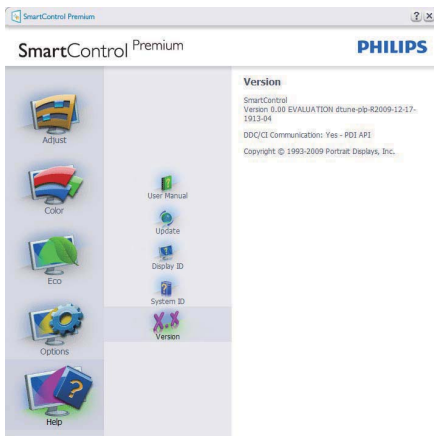 SmartControl Premium
? x
SmartControl Premium
PHILIPS
Adjust
Color
Eco
Options
Help
User Manual
Update
Display ID
System ID
X.X
Version
Version
SmartControl
Version 0.00 EVALUATION dtune-plp-R2009-12-17-
1913-04
DDC/CI Communication: Yes - PDI API
Copyright © 1993-2009 Portrait Displays, Inc.